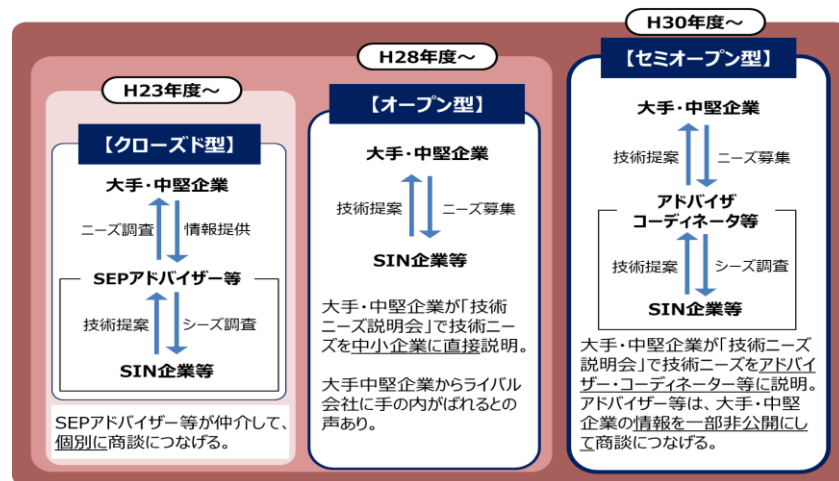 H23年度～
【クローズド型】
大手・中堅企業
ニーズ調査
情報提供
SEPアドバイザー等
技術提案
シーズ調査
SIN企業等
SEPアドバイザー等が仲介して、
個別に商談につなげる。
H28年度～
【オープン型】
大手・中堅企業
技術提案
ニーズ募集
SIN企業等
大手・中堅企業が「技術
ニーズ説明会」で技術ニー
ズを中小企業に直接説明。
大手中堅企業からライバル
会社に手の内がばれるとの
声あり。
H30年度～
【セミオープン型】
大手・中堅企業
技術提案
ニーズ募集
アドバイザ
コーディネータ等
技術提案
シーズ調査
SIN企業等
大手・中堅企業が「技術ニーズ
説明会」で技術ニーズをアドバイ
ザー・コーディネーター等に説明。
アドバイザー等は、大手・中堅
企業の情報を一部非公開にし
て商談につなげる。